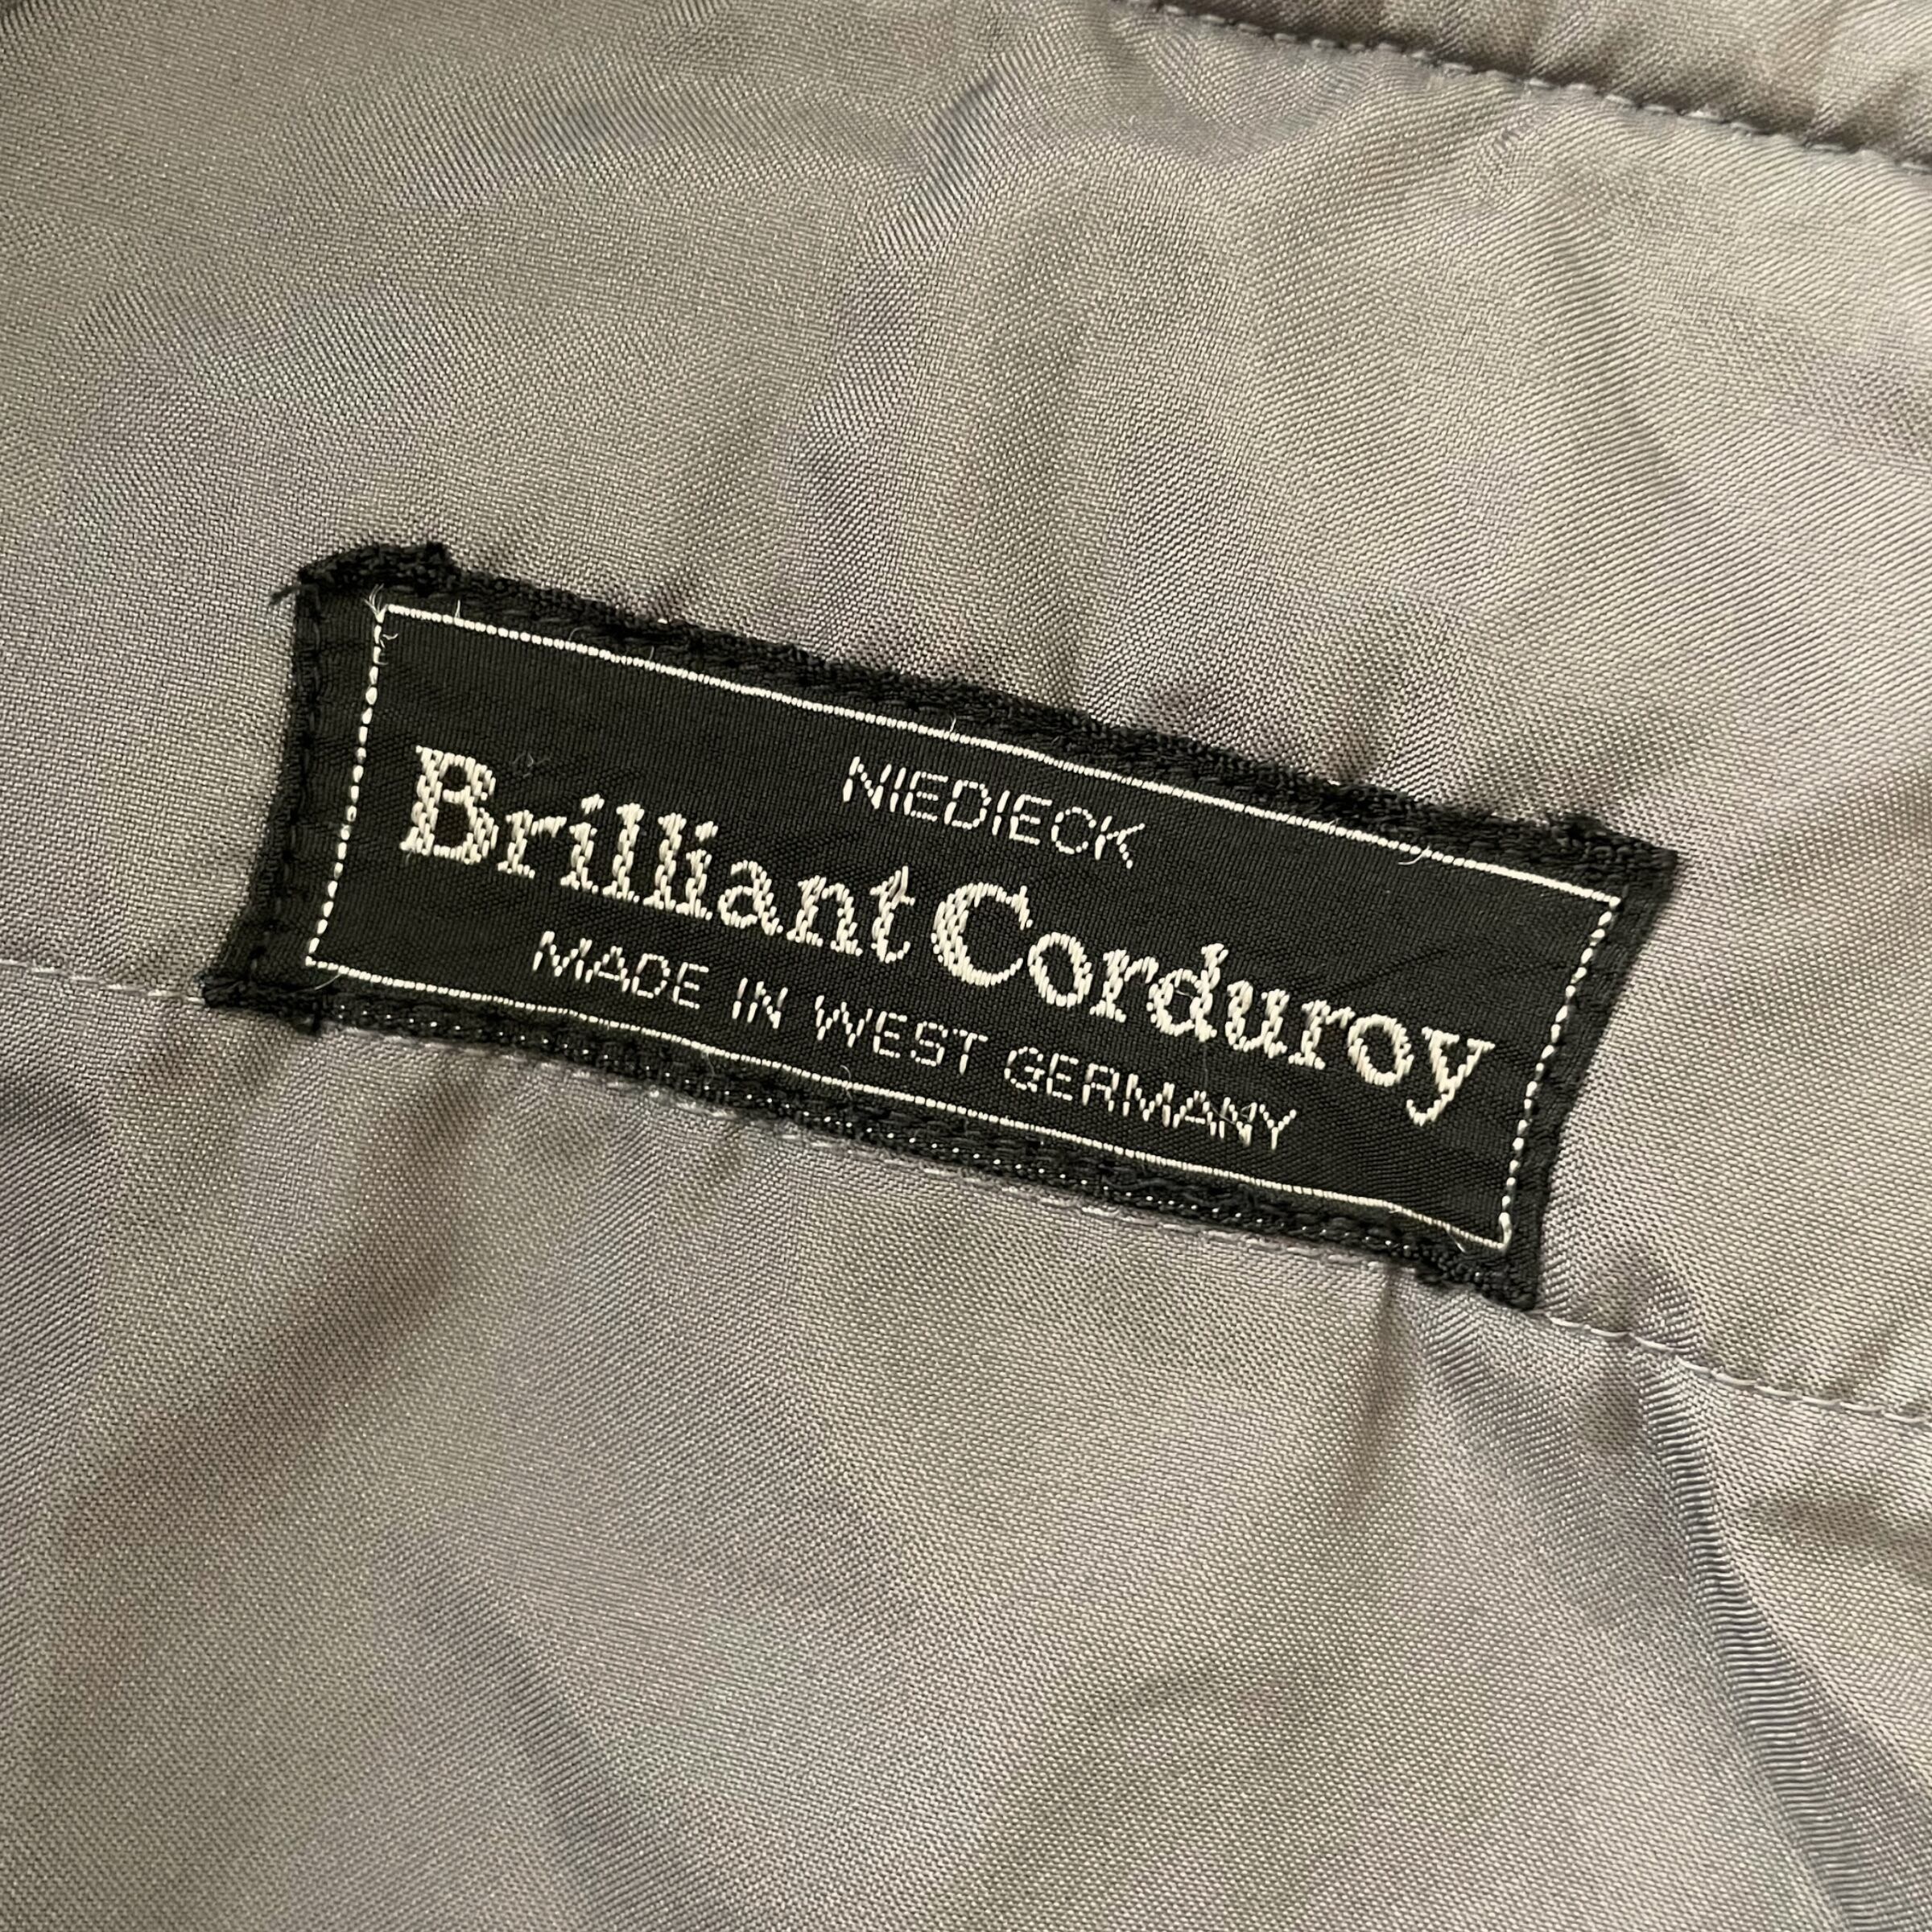 NIEDIECK
Brilliant Corduroy
MADE IN WEST GERMANY